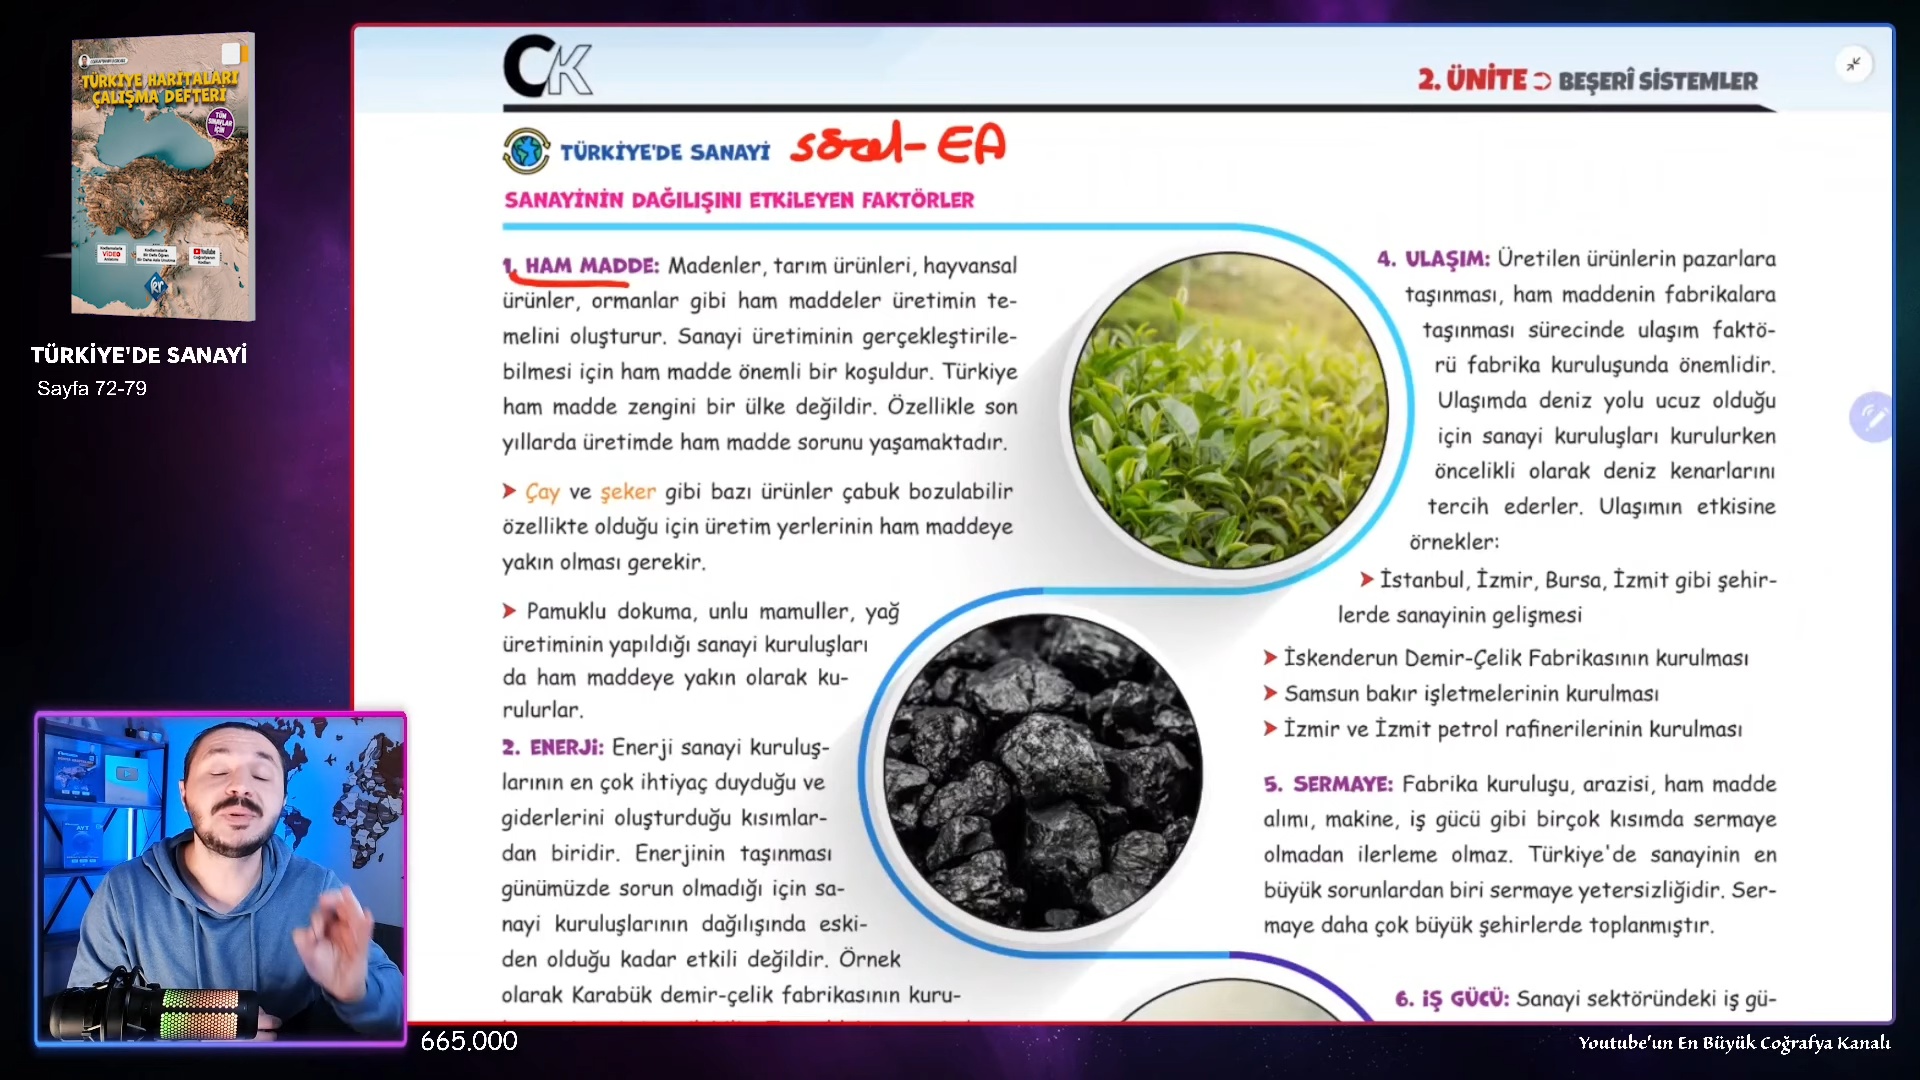 TÜRKİYE HARİTALARI
ÇALIŞMA DEFTERİ
TÜM
SINAVLAR
İÇİN
VİDEO
YouTube
kr
TÜRKİYE'DE SANAYİ
Sayfa 72-79
CK
2. ÜNİTE BEŞERÎ SİSTEMLER
TÜRKİYE'DE SANAYİ sözel- EA
SANAYİNİN DAĞILIŞINI ETKİLEYEN FAKTÖRLER
1. HAM MADDE: Madenler, tarım ürünleri, hayvansal
ürünler, ormanlar gibi ham maddeler üretimin te-
melini oluşturur. Sanayi üretiminin gerçekleştirile-
bilmesi için ham madde önemli bir koşuldur. Türkiye
ham madde zengini bir ülke değildir. Özellikle son
yıllarda üretimde ham madde sorunu yaşamaktadır.
➤ Çay ve şeker gibi bazı ürünler çabuk bozulabilir
özellikte olduğu için üretim yerlerinin ham maddeye
yakın olması gerekir.
➤ Pamuklu dokuma, unlu mamuller, yağ
üretiminin yapıldığı sanayi kuruluşları
da ham maddeye yakın olarak ku-
rulurlar.
2. ENERJİ: Enerji sanayi kuruluş-
larının en çok ihtiyaç duyduğu ve
giderlerini oluşturduğu kısımlar-
dan biridir. Enerjinin taşınması
günümüzde sorun olmadığı için sa-
nayi kuruluşlarının dağılışında eski-
den olduğu kadar etkili değildir. Örnek
olarak Karabük demir-çelik fabrikasının kuru-
4. ULAŞIM: Üretilen ürünlerin pazarlara
taşınması, ham maddenin fabrikalara
taşınması sürecinde ulaşım faktö-
rü fabrika kuruluşunda önemlidir.
Ulaşımda deniz yolu ucuz olduğu
için sanayi kuruluşları kurulurken
öncelikli olarak deniz kenarlarını
tercih ederler. Ulaşımın etkisine
örnekler:
➤ İstanbul, İzmir, Bursa, İzmit gibi şehir-
lerde sanayinin gelişmesi
➤ İskenderun Demir-Çelik Fabrikasının kurulması
➤ Samsun bakır işletmelerinin kurulması
➤ İzmir ve İzmit petrol rafinerilerinin kurulması
5. SERMAYE: Fabrika kuruluşu, arazisi, ham madde
alımı, makine, iş gücü gibi birçok kısımda sermaye
olmadan ilerleme olmaz. Türkiye'de sanayinin en
büyük sorunlardan biri sermaye yetersizliğidir. Ser-
maye daha çok büyük şehirlerde toplanmıştır.
6. İŞ GÜCÜ: Sanayi sektöründeki iş gü-
AYT
665.000
Youtube'un En Büyük Coğrafya Kanalı